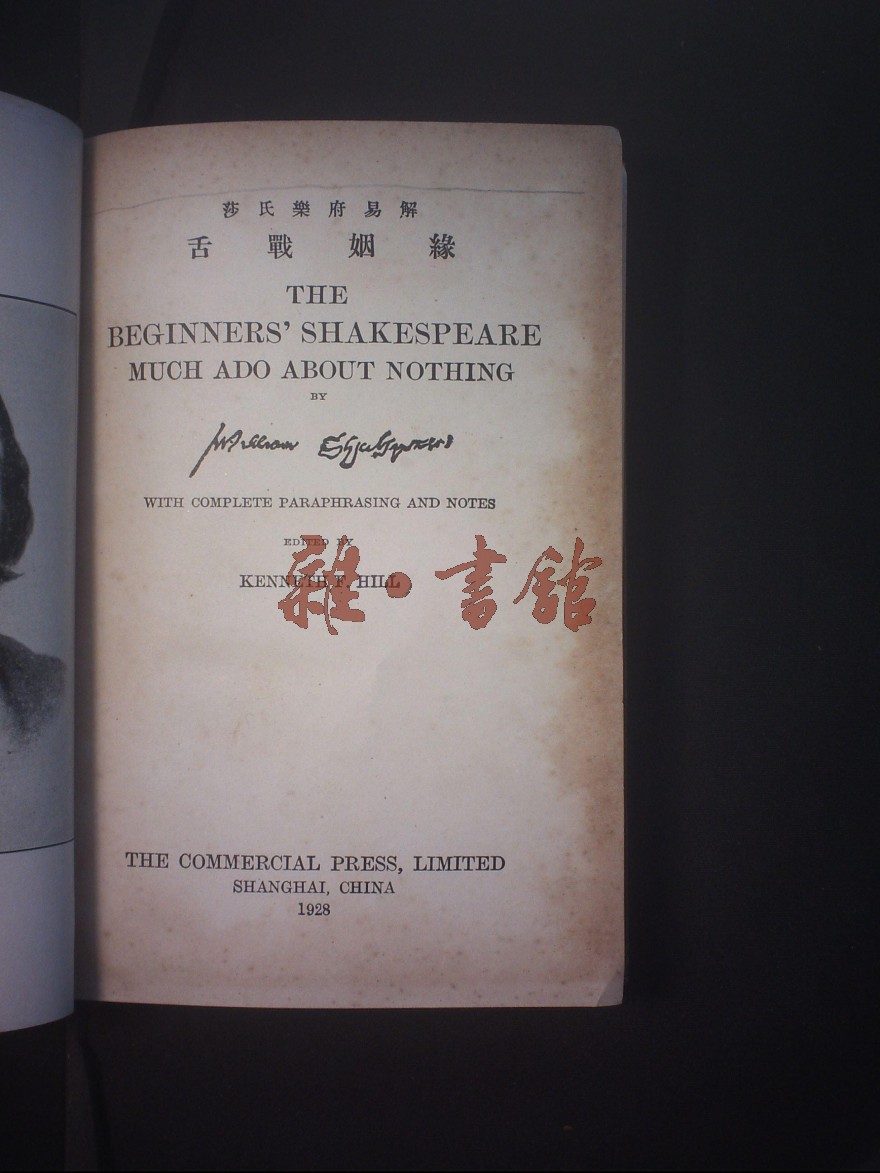 莎氏樂府易解
舌戰姻緣
THE
BEGINNERS' SHAKESPEARE
MUCH ADO ABOUT NOTHING
BY
William Shakspere
WITH COMPLETE PARAPHRASING AND NOTES
EDITED BY
KENNETH F. HILL
雜·書館
THE COMMERCIAL PRESS, LIMITED
SHANGHAI, CHINA
1928